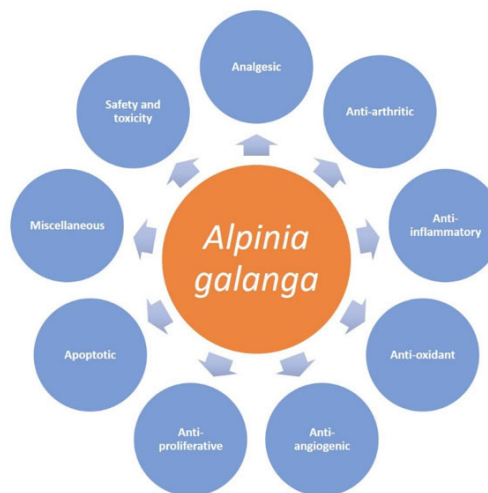 Analgesic
Anti-arthritic
Anti-
inflammatory
Anti-oxidant
Anti-
angiogenic
Anti-
proliferative
Apoptotic
Miscellaneous
Safety and
toxicity
Alpinia
galanga